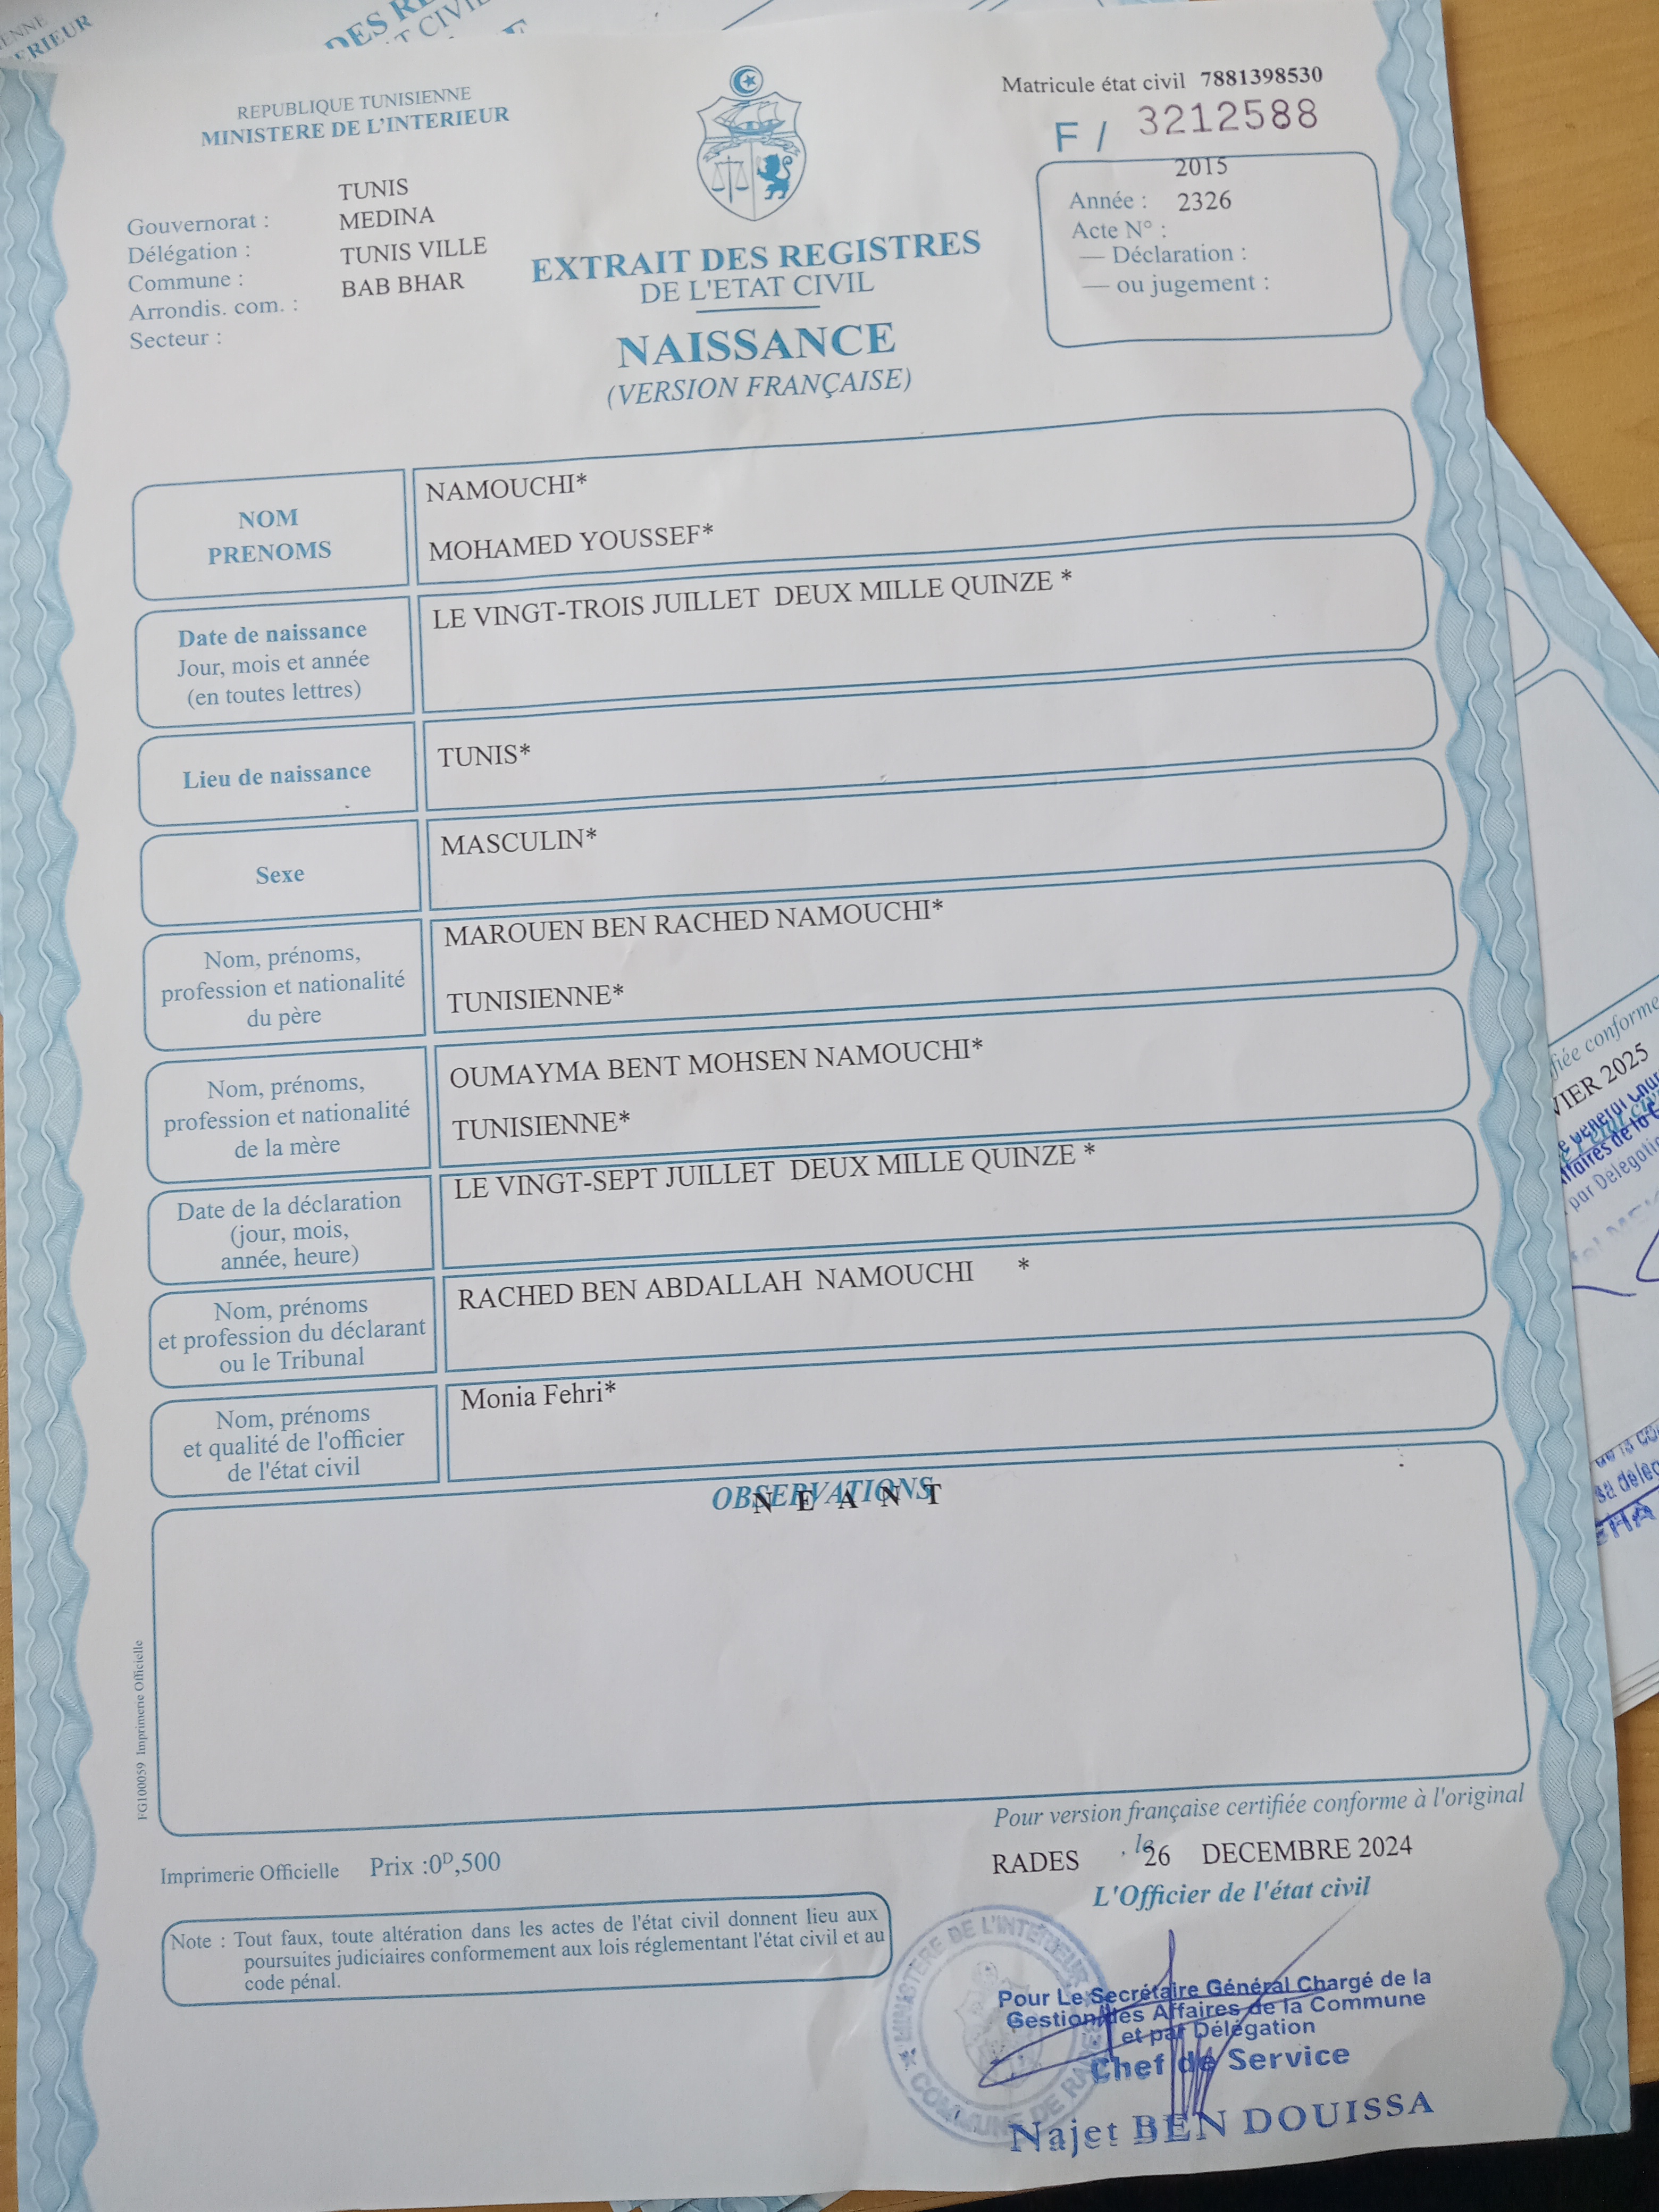 REPUBLIQUE TUNISIENNE
MINISTERE DE L'INTERIEUR
Matricule état civil 7881398530
F / 3212588
TUNIS
Gouvernorat :
MEDINA
Délégation :
TUNIS VILLE
Commune :
BAB BHAR
Arrondis. com. :
Secteur :
EXTRAIT DES REGISTRES
DE L'ETAT CIVIL
NAISSANCE
(VERSION FRANÇAISE)
2015
Année : 2326
Acte N° :
— Déclaration :
— ou jugement :
NOM
PRENOMS
NAMOUCHI*
MOHAMED YOUSSEF*
Date de naissance
Jour, mois et année
(en toutes lettres)
LE VINGT-TROIS JUILLET DEUX MILLE QUINZE *
Lieu de naissance
TUNIS*
Sexe
MASCULIN*
Nom, prénoms,
profession et nationalité
du père
MAROUEN BEN RACHED NAMOUCHI*
TUNISIENNE*
Nom, prénoms,
profession et nationalité
de la mère
OUMAYMA BENT MOHSEN NAMOUCHI*
TUNISIENNE*
Date de la déclaration
(jour, mois,
année, heure)
LE VINGT-SEPT JUILLET DEUX MILLE QUINZE *
Nom, prénoms
et profession du déclarant
ou le Tribunal
RACHED BEN ABDALLAH NAMOUCHI *
Nom, prénoms
et qualité de l'officier
de l'état civil
Monia Fehri*
OBSERVATIONS
N E A N T
FG100059 Imprimerie Officielle
Pour version française certifiée conforme à l'original
RADES , le 26 DECEMBRE 2024
L'Officier de l'état civil
Imprimerie Officielle Prix :0D,500
Note : Tout faux, toute altération dans les actes de l'état civil donnent lieu aux
poursuites judiciaires conformement aux lois réglementant l'état civil et au
code pénal.
MINISTERE DE L'INTERIEUR
COMMUNE DE RADES
Pour Le Secrétaire Général Chargé de la
Gestion des Affaires de la Commune
et par Délégation
Chef de Service
Najet BEN DOUISSA